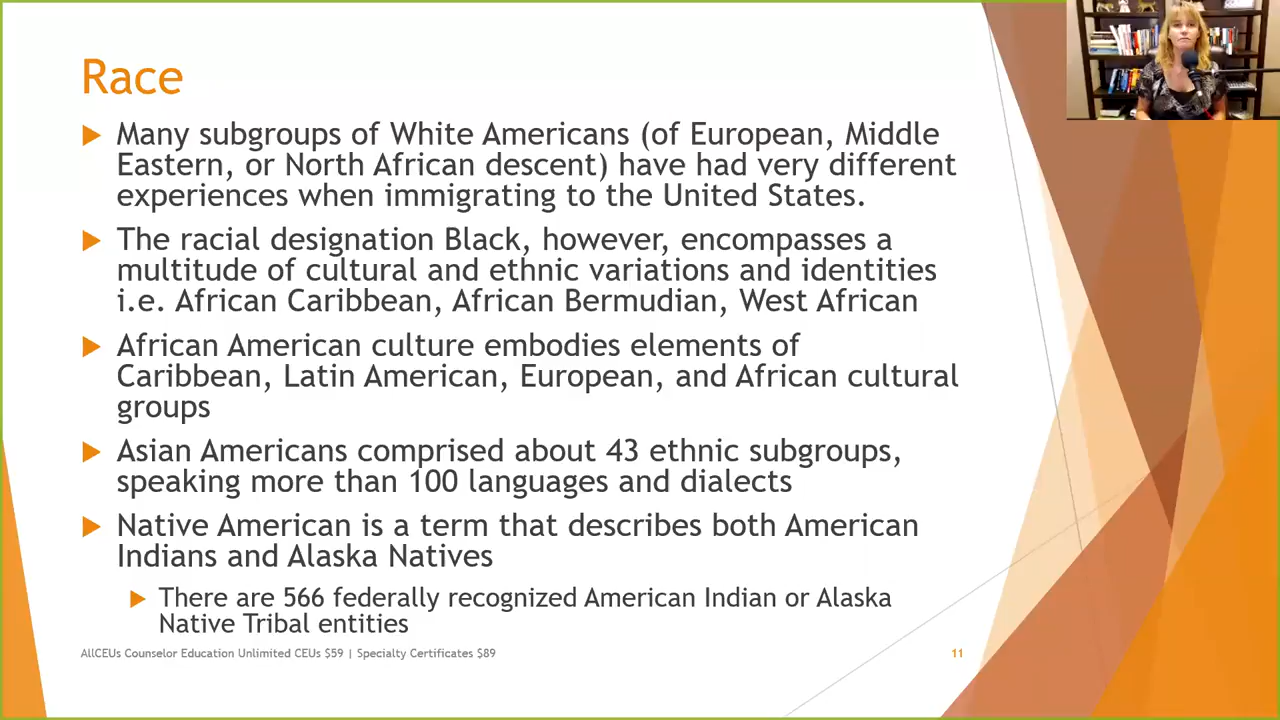 Race
Many subgroups of White Americans (of European, Middle
Eastern, or North African descent) have had very different
experiences when immigrating to the United States.
The racial designation Black, however, encompasses a
multitude of cultural and ethnic variations and identities
i.e. African Caribbean, African Bermudian, West African
African American culture embodies elements of
Caribbean, Latin American, European, and African cultural
groups
Asian Americans comprised about 43 ethnic subgroups,
speaking more than 100 languages and dialects
Native American is a term that describes both American
Indians and Alaska Natives
There are 566 federally recognized American Indian or Alaska
Native Tribal entities
AllCEUs Counselor Education Unlimited CEUs $59 | Specialty Certificates $89
11